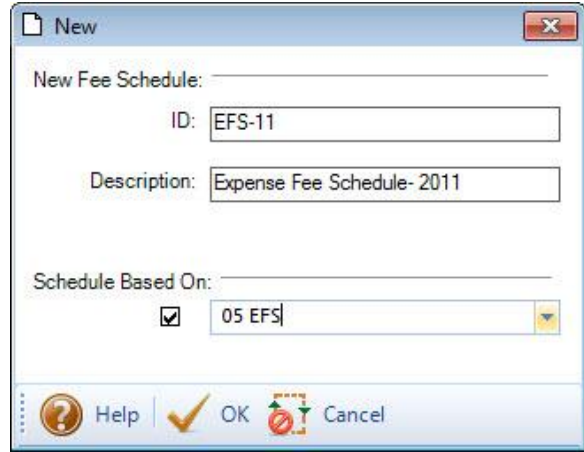 New
New Fee Schedule:
ID: EFS-11
Description: Expense Fee Schedule- 2011
Schedule Based On:
05 EFS
Help OK Cancel